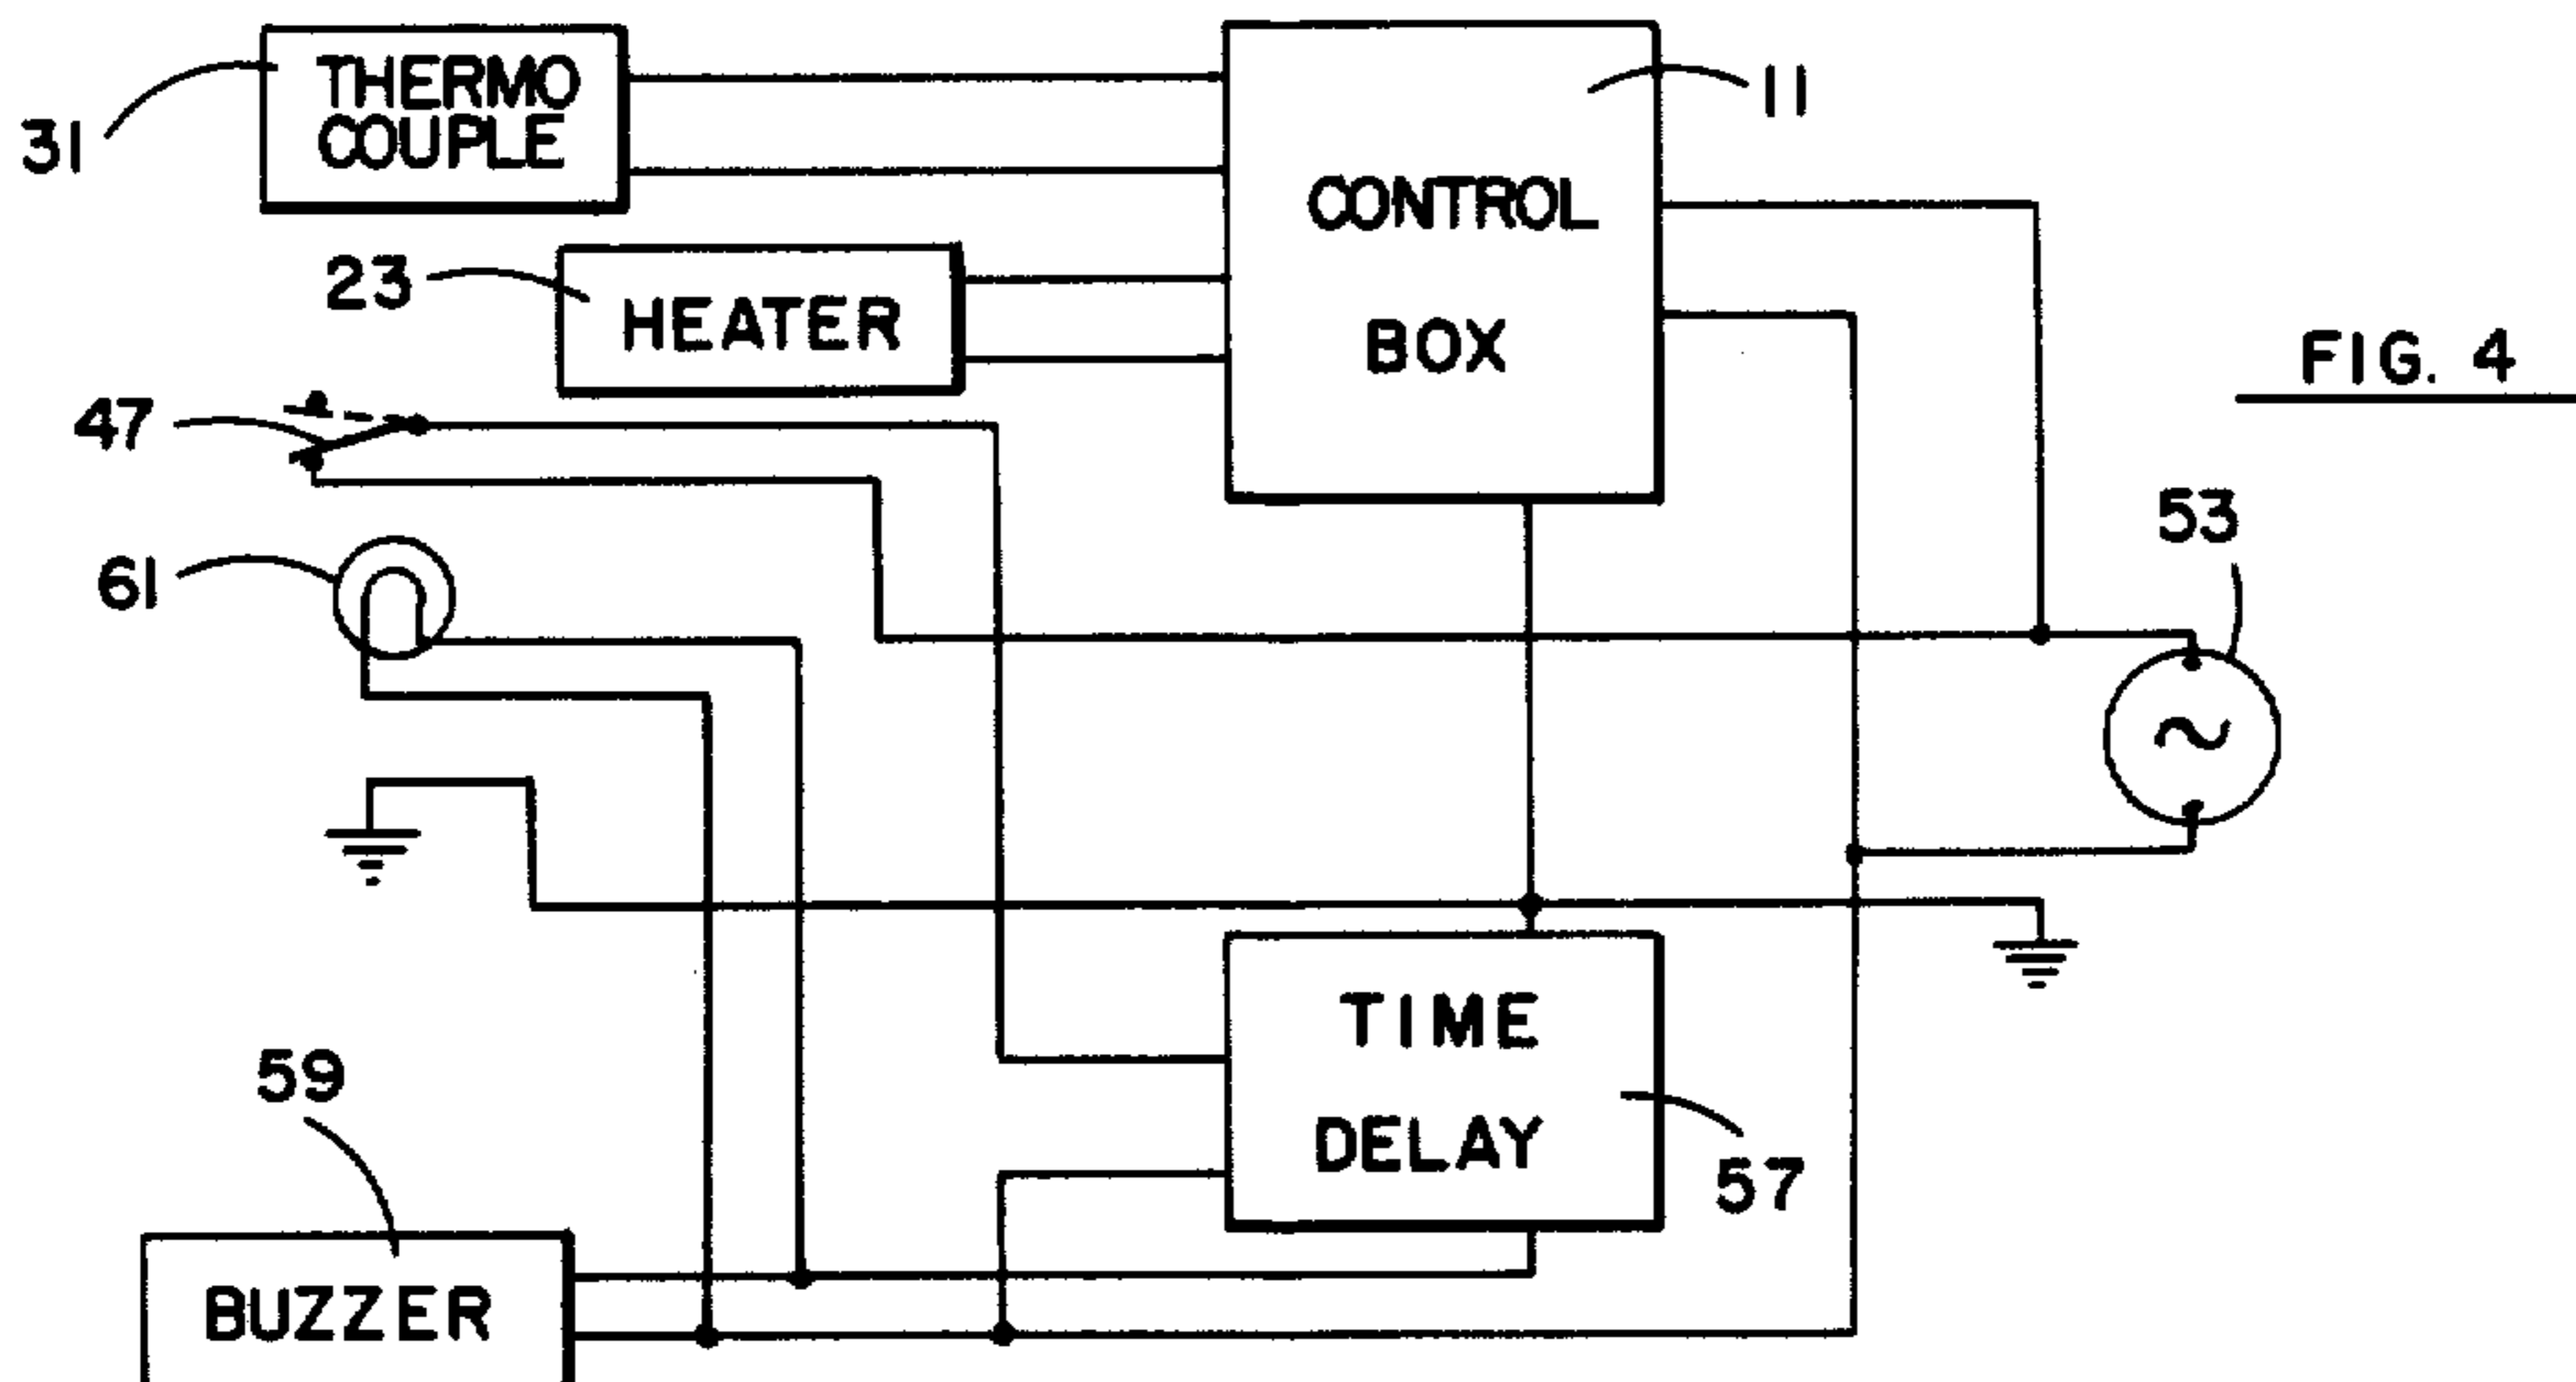 THERMO
COUPLE
31
CONTROL
BOX
11
23
HEATER
FIG. 4
47
53
61
TIME
DELAY
57
59
BUZZER